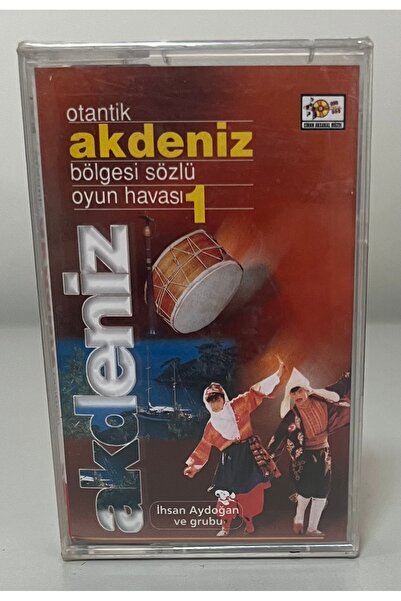 otantik
akdeniz
bölgesi sözlü
oyun havası 1
akdeniz
İhsan Aydoğan
ve grubu